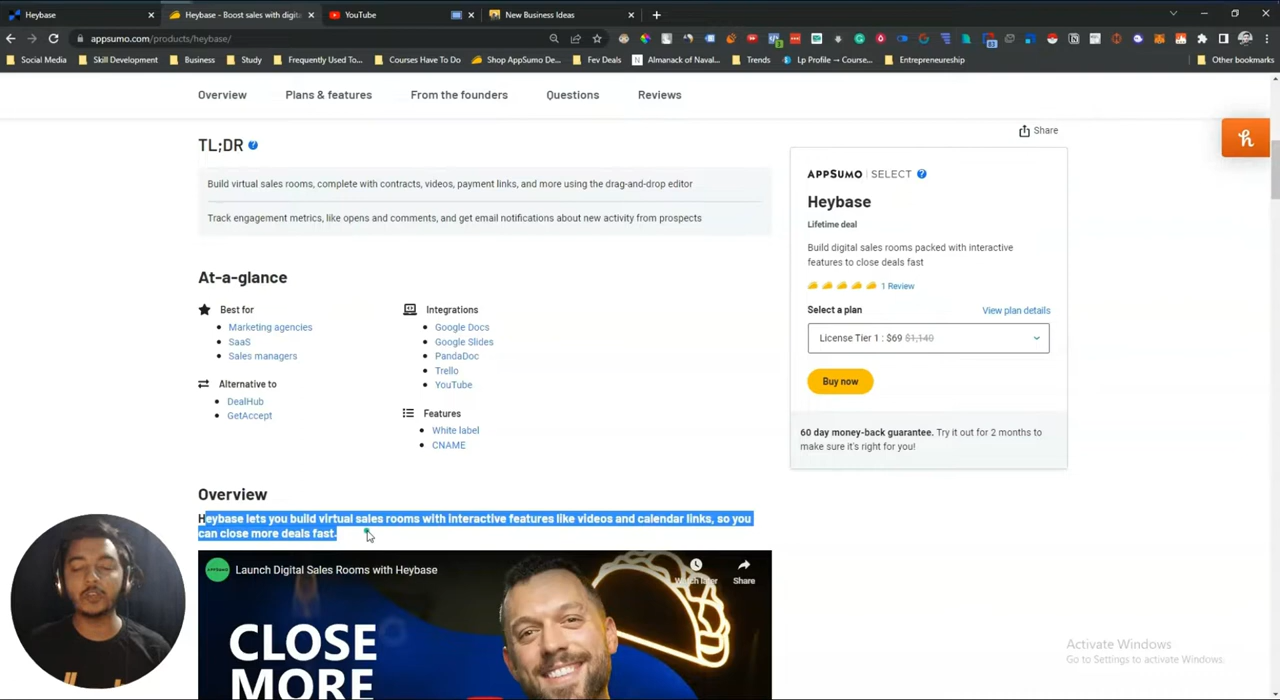 Heybase
Heybase - Boost sales with digita
YouTube
New Business Ideas
appsumo.com/products/heybase/
Social Media
Skill Development
Business
Study
Frequently Used To...
Courses Have To Do
Shop AppSumo De...
Fev Deals
Almanack of Naval...
Trends
Lp Profile → Course...
Entrepreneurship
Other bookmarks
Overview
Plans & features
From the founders
Questions
Reviews
Share
TL;DR
Build virtual sales rooms, complete with contracts, videos, payment links, and more using the drag-and-drop editor
Track engagement metrics, like opens and comments, and get email notifications about new activity from prospects
At-a-glance
Best for
Marketing agencies
SaaS
Sales managers
Alternative to
DealHub
GetAccept
Integrations
Google Docs
Google Slides
PandaDoc
Trello
YouTube
Features
White label
CNAME
APPSUMO | SELECT
Heybase
Lifetime deal
Build digital sales rooms packed with interactive
features to close deals fast
1 Review
Select a plan
View plan details
License Tier 1 : $69 $1,140
Buy now
60 day money-back guarantee. Try it out for 2 months to
make sure it's right for you!
Overview
Heybase lets you build virtual sales rooms with interactive features like videos and calendar links, so you
can close more deals fast.
APPSUMO
Launch Digital Sales Rooms with Heybase
Watch later
Share
CLOSE
MORE
Activate Windows
Go to Settings to activate Windows.